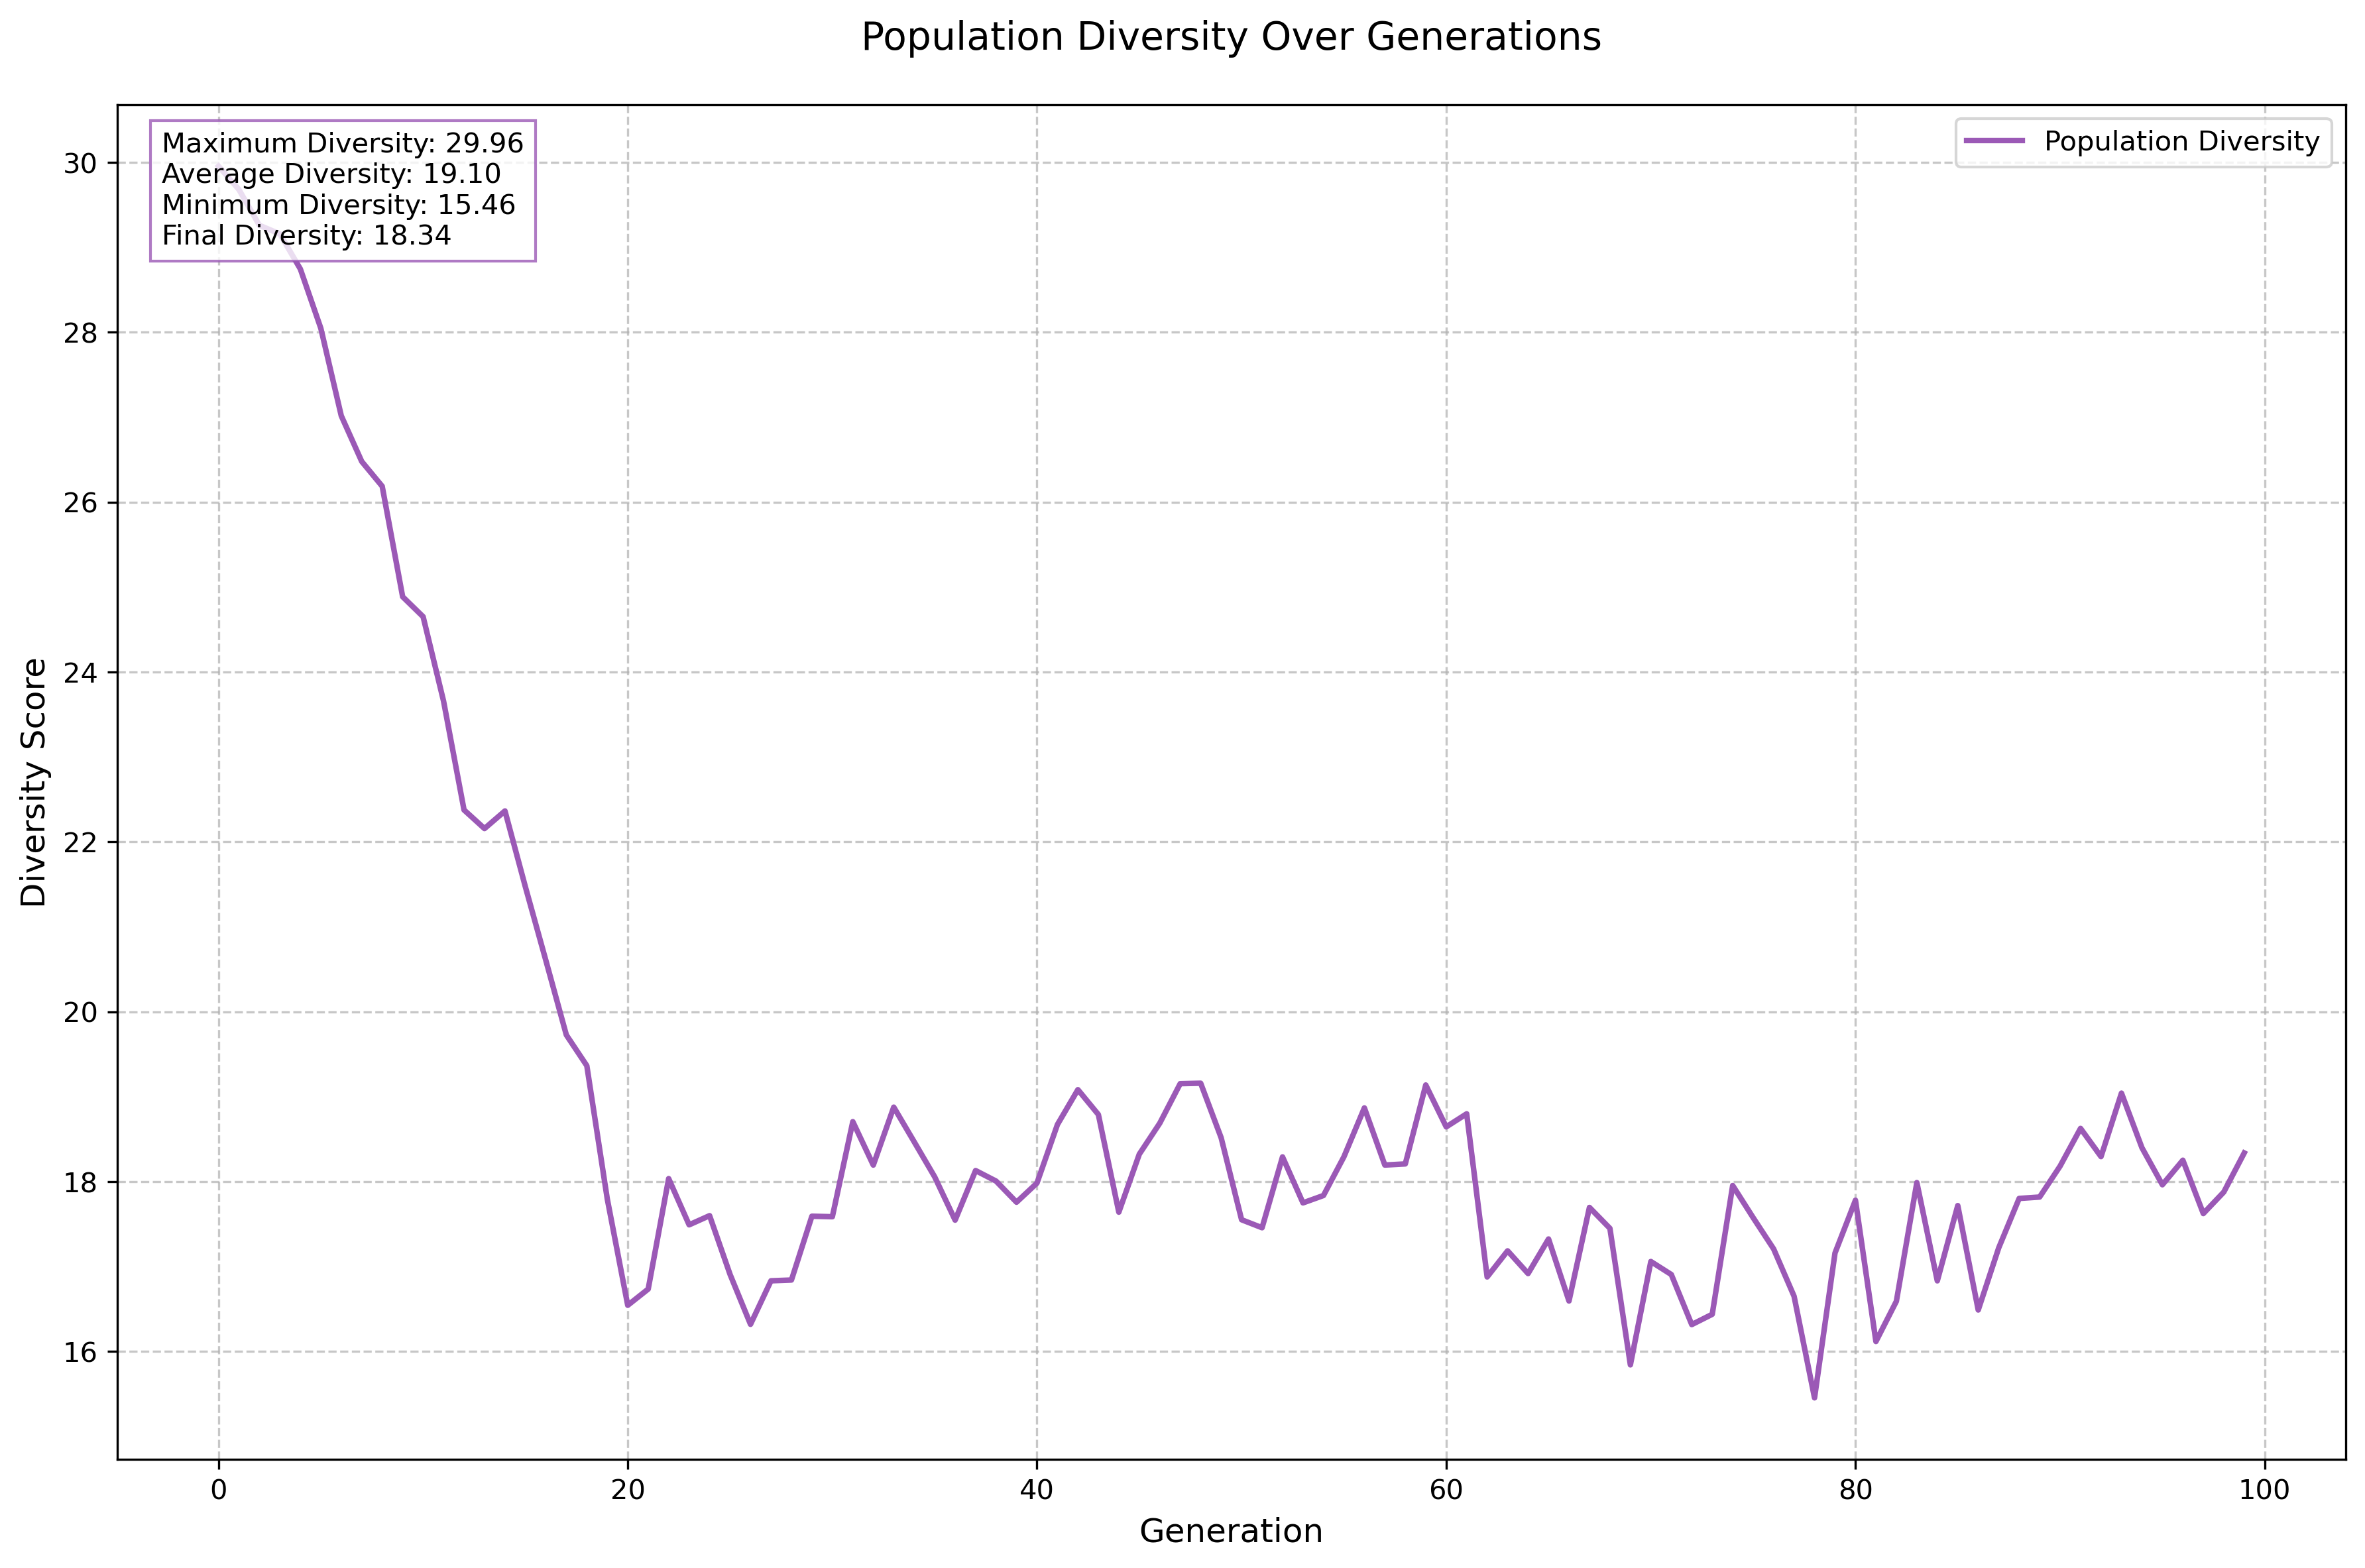 Population Diversity Over Generations
Maximum Diversity: 29.96
Average Diversity: 19.10
Minimum Diversity: 15.46
Final Diversity: 18.34
Population Diversity
30
28
26
24
22
20
18
16
Diversity Score
0 20 40 60 80 100
Generation